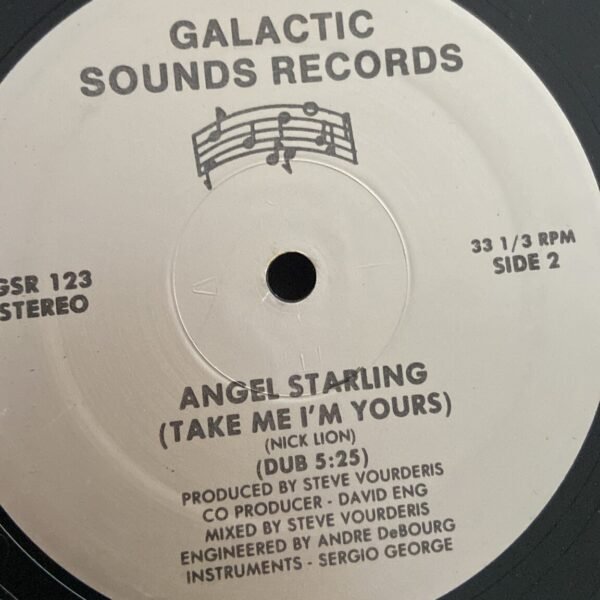 GALACTIC
SOUNDS RECORDS
GSR 123
STEREO
33 1/3 RPM
SIDE 2
ANGEL STARLING
(TAKE ME I'M YOURS)
(NICK LION)
(DUB 5:25)
PRODUCED BY STEVE VOURDERIS
CO PRODUCER - DAVID ENG
MIXED BY STEVE VOURDERIS
ENGINEERED BY ANDRE DeBOURG
INSTRUMENTS - SERGIO GEORGE